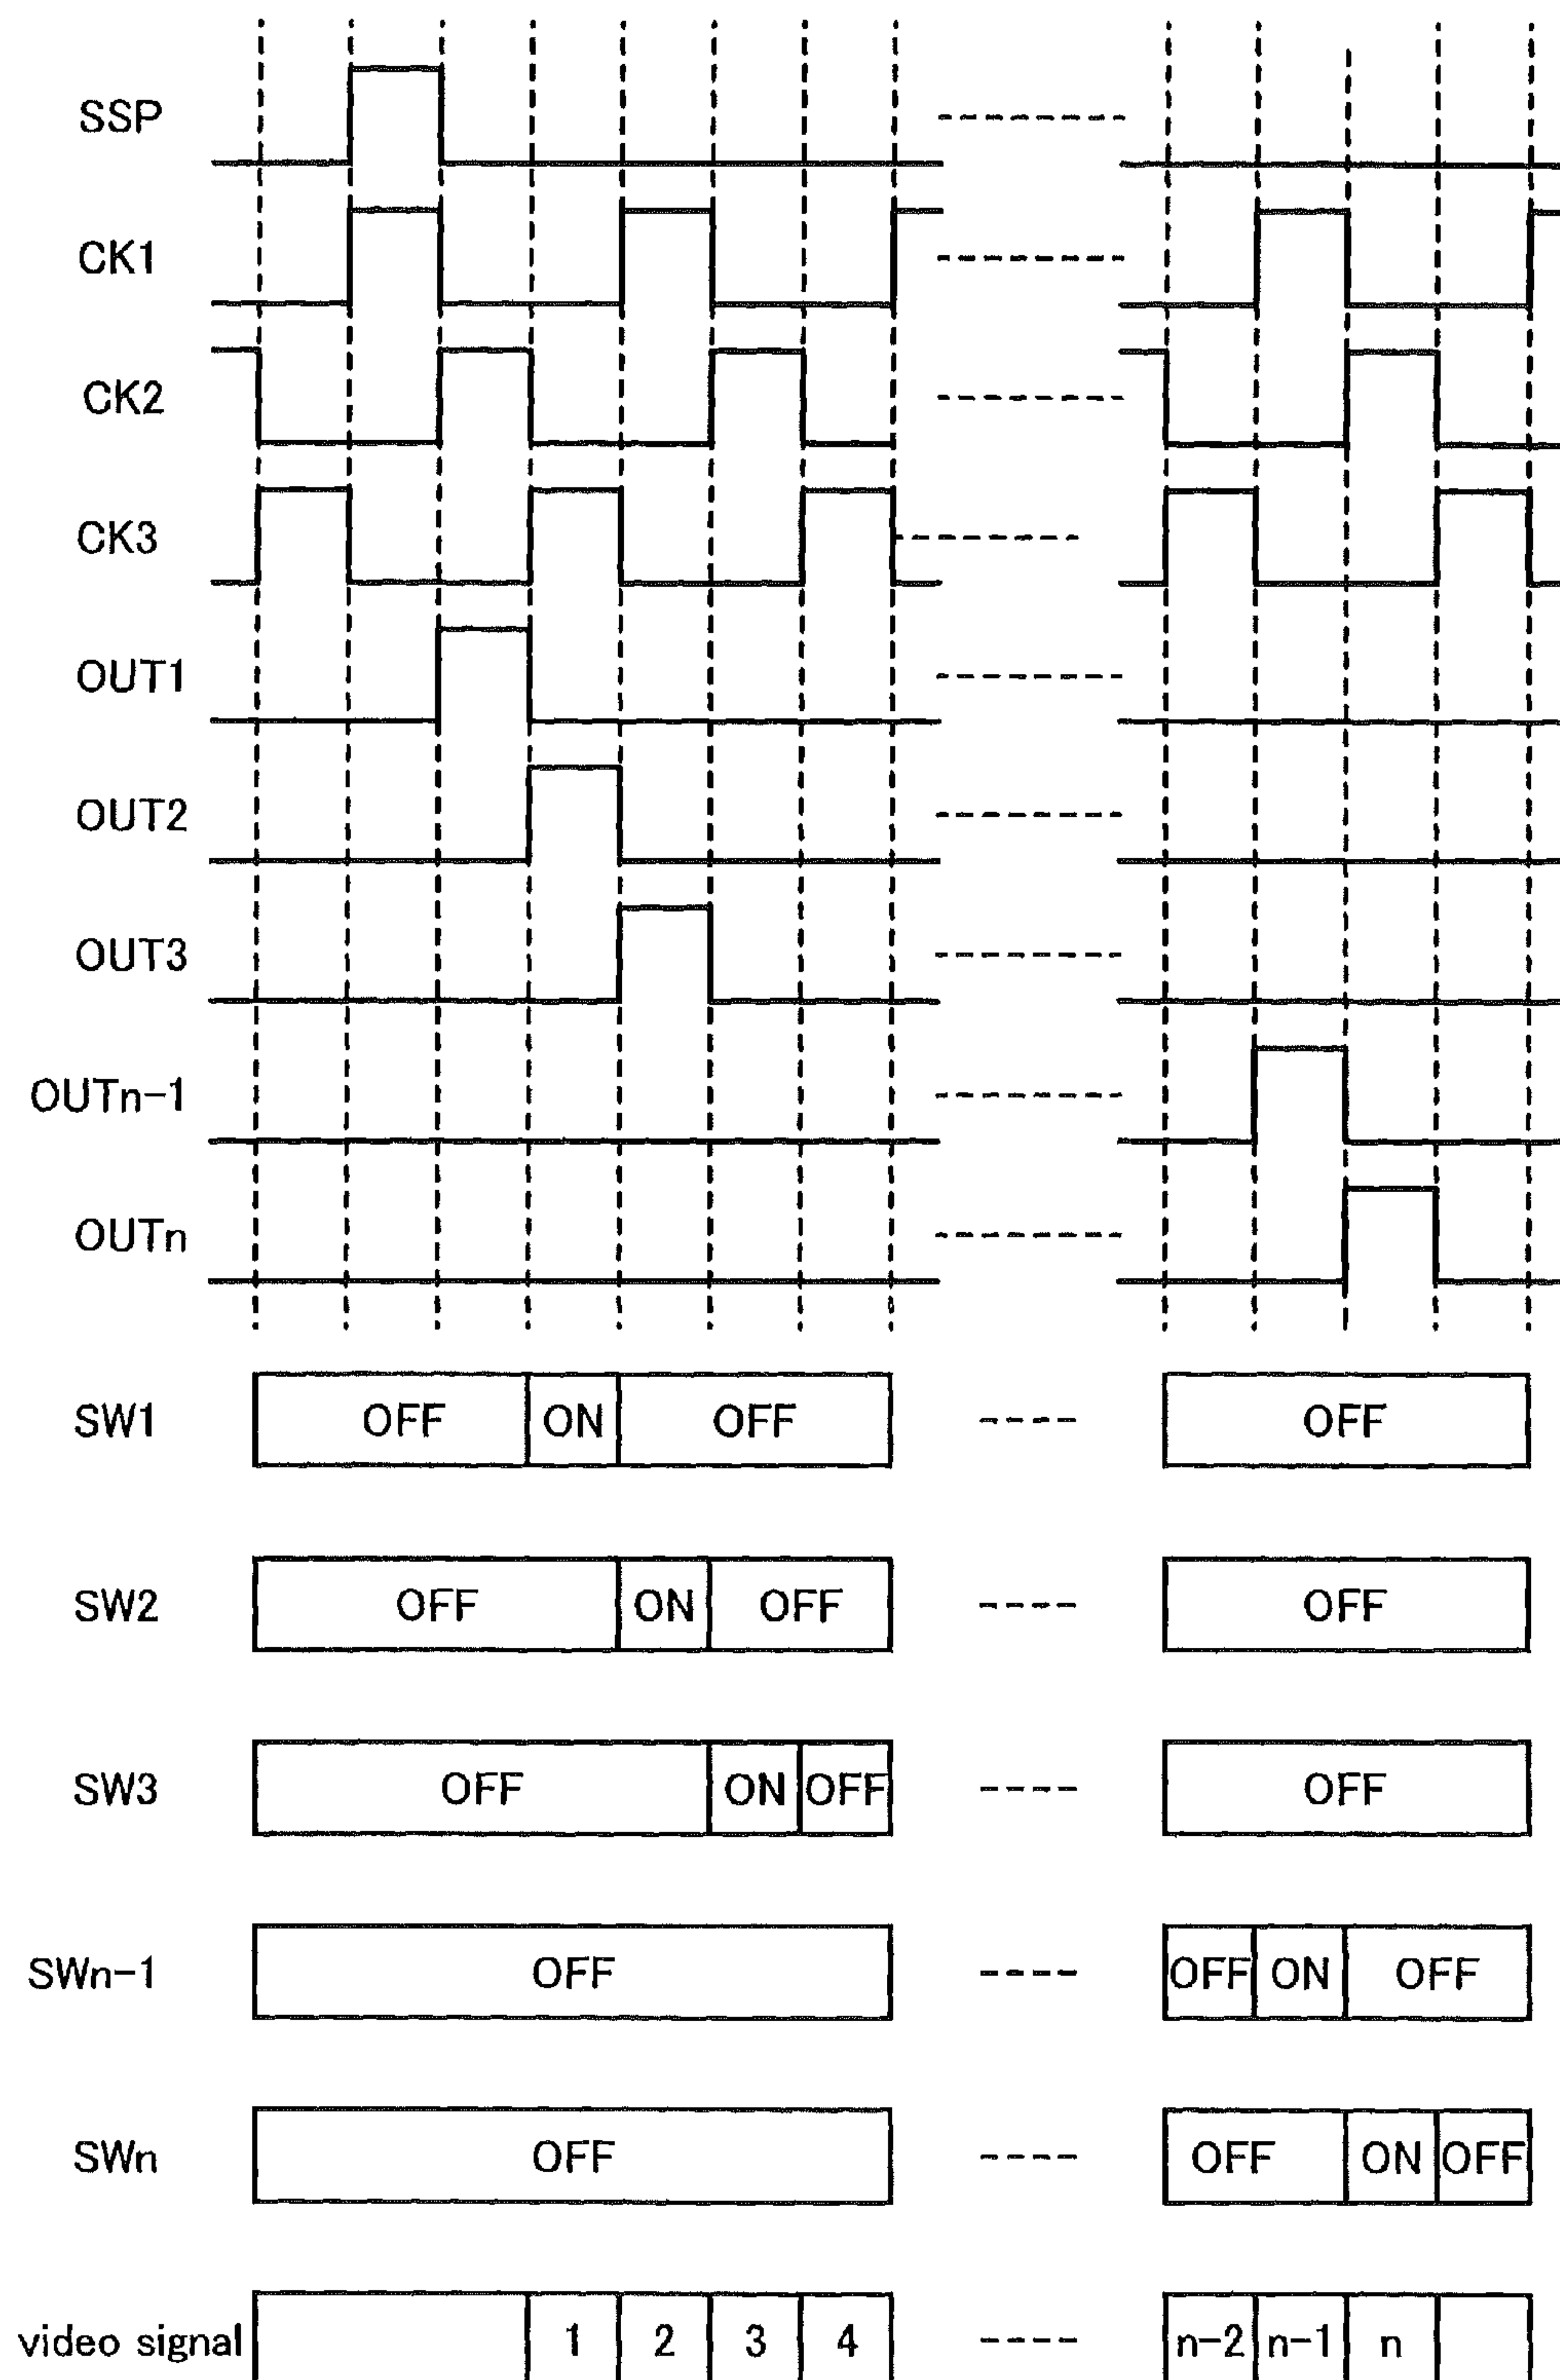 SSP
CK1
CK2
CK3
OUT1
OUT2
OUT3
OUTn-1
OUTn
SW1 OFF ON OFF OFF
SW2 OFF ON OFF OFF
SW3 OFF ON OFF OFF
SWn-1 OFF OFF ON OFF
SWn OFF OFF ON OFF
video signal 1 2 3 4 n-2 n-1 n